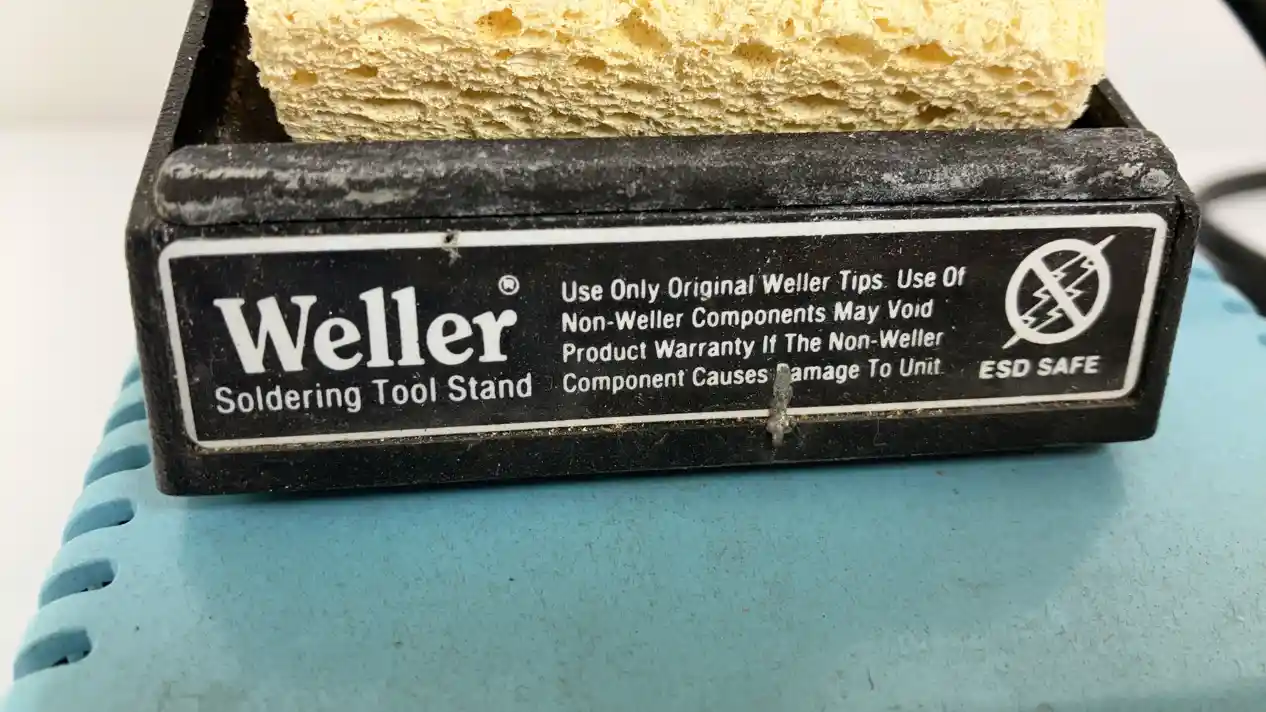 Weller®
Soldering Tool Stand
Use Only Original Weller Tips. Use Of
Non-Weller Components May Void
Product Warranty If The Non-Weller
Component Causes Damage To Unit
ESD SAFE